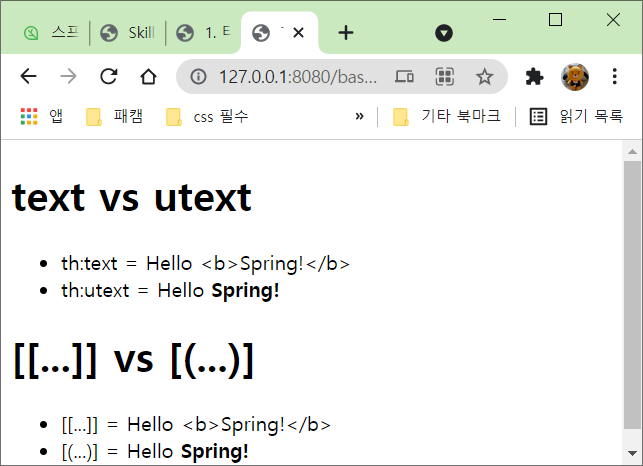 스프 Skill 1. E
127.0.0.1:8080/bas...
앱 패캠 css 필수 » 기타 북마크 읽기 목록
text vs utext
th:text = Hello <b>Spring!</b>
th:utext = Hello Spring!
[[...]] vs [(...)]
[[...]] = Hello <b>Spring!</b>
[(...)] = Hello Spring!